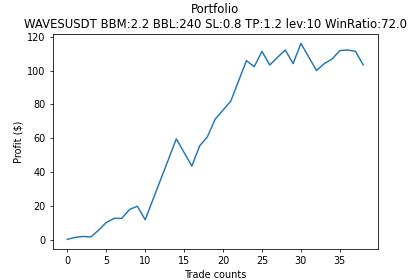 Portfolio
WAVESUSDT BBM:2.2 BBL:240 SL:0.8 TP:1.2 lev:10 WinRatio:72.0
120
100
80
60
40
20
0
Profit ($)
0 5 10 15 20 25 30 35
Trade counts